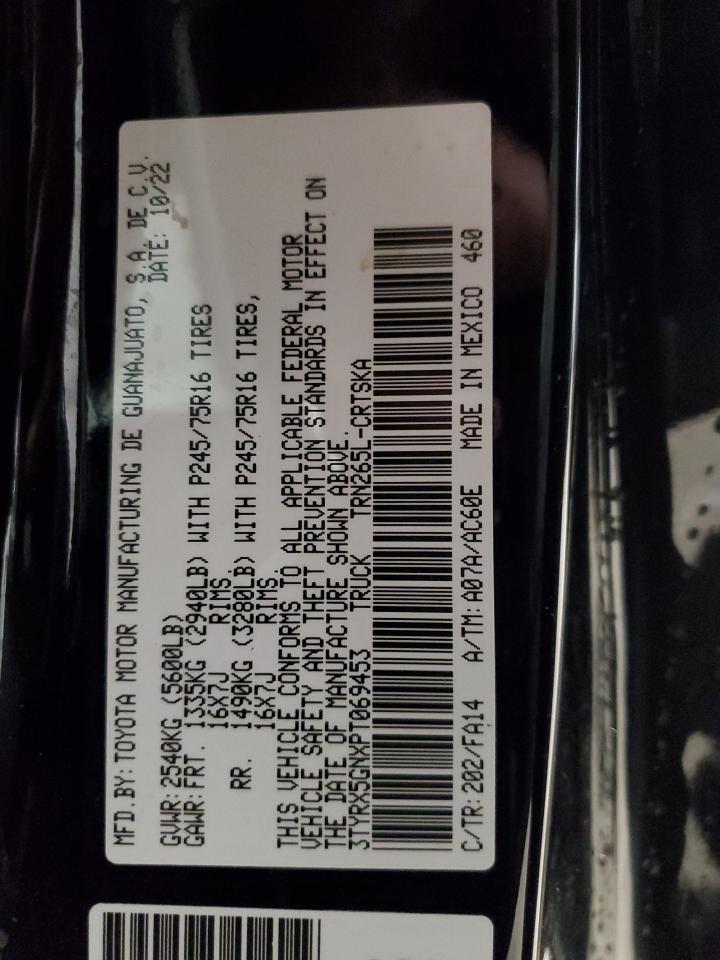 MFD.BY:TOYOTA MOTOR MANUFACTURING DE GUANAJUATO, S.A. DE C.V.
DATE: 10/22
GVWR:2540KG (5600LB)
GAWR:FRT. 1335KG (2940LB) WITH P245/75R16 TIRES
16X7J RIMS.
RR. 1490KG (3280LB) WITH P245/75R16 TIRES,
16X7J RIMS.
THIS VEHICLE CONFORMS TO ALL APPLICABLE FEDERAL MOTOR
VEHICLE SAFETY AND THEFT PREVENTION STANDARDS IN EFFECT ON
THE DATE OF MANUFACTURE SHOWN ABOVE.
3TYRX5GNXPT069453 TRUCK TRN265L-CRTSKA
C/TR:202/FA14 A/TM:A07A/AC60E MADE IN MEXICO 460